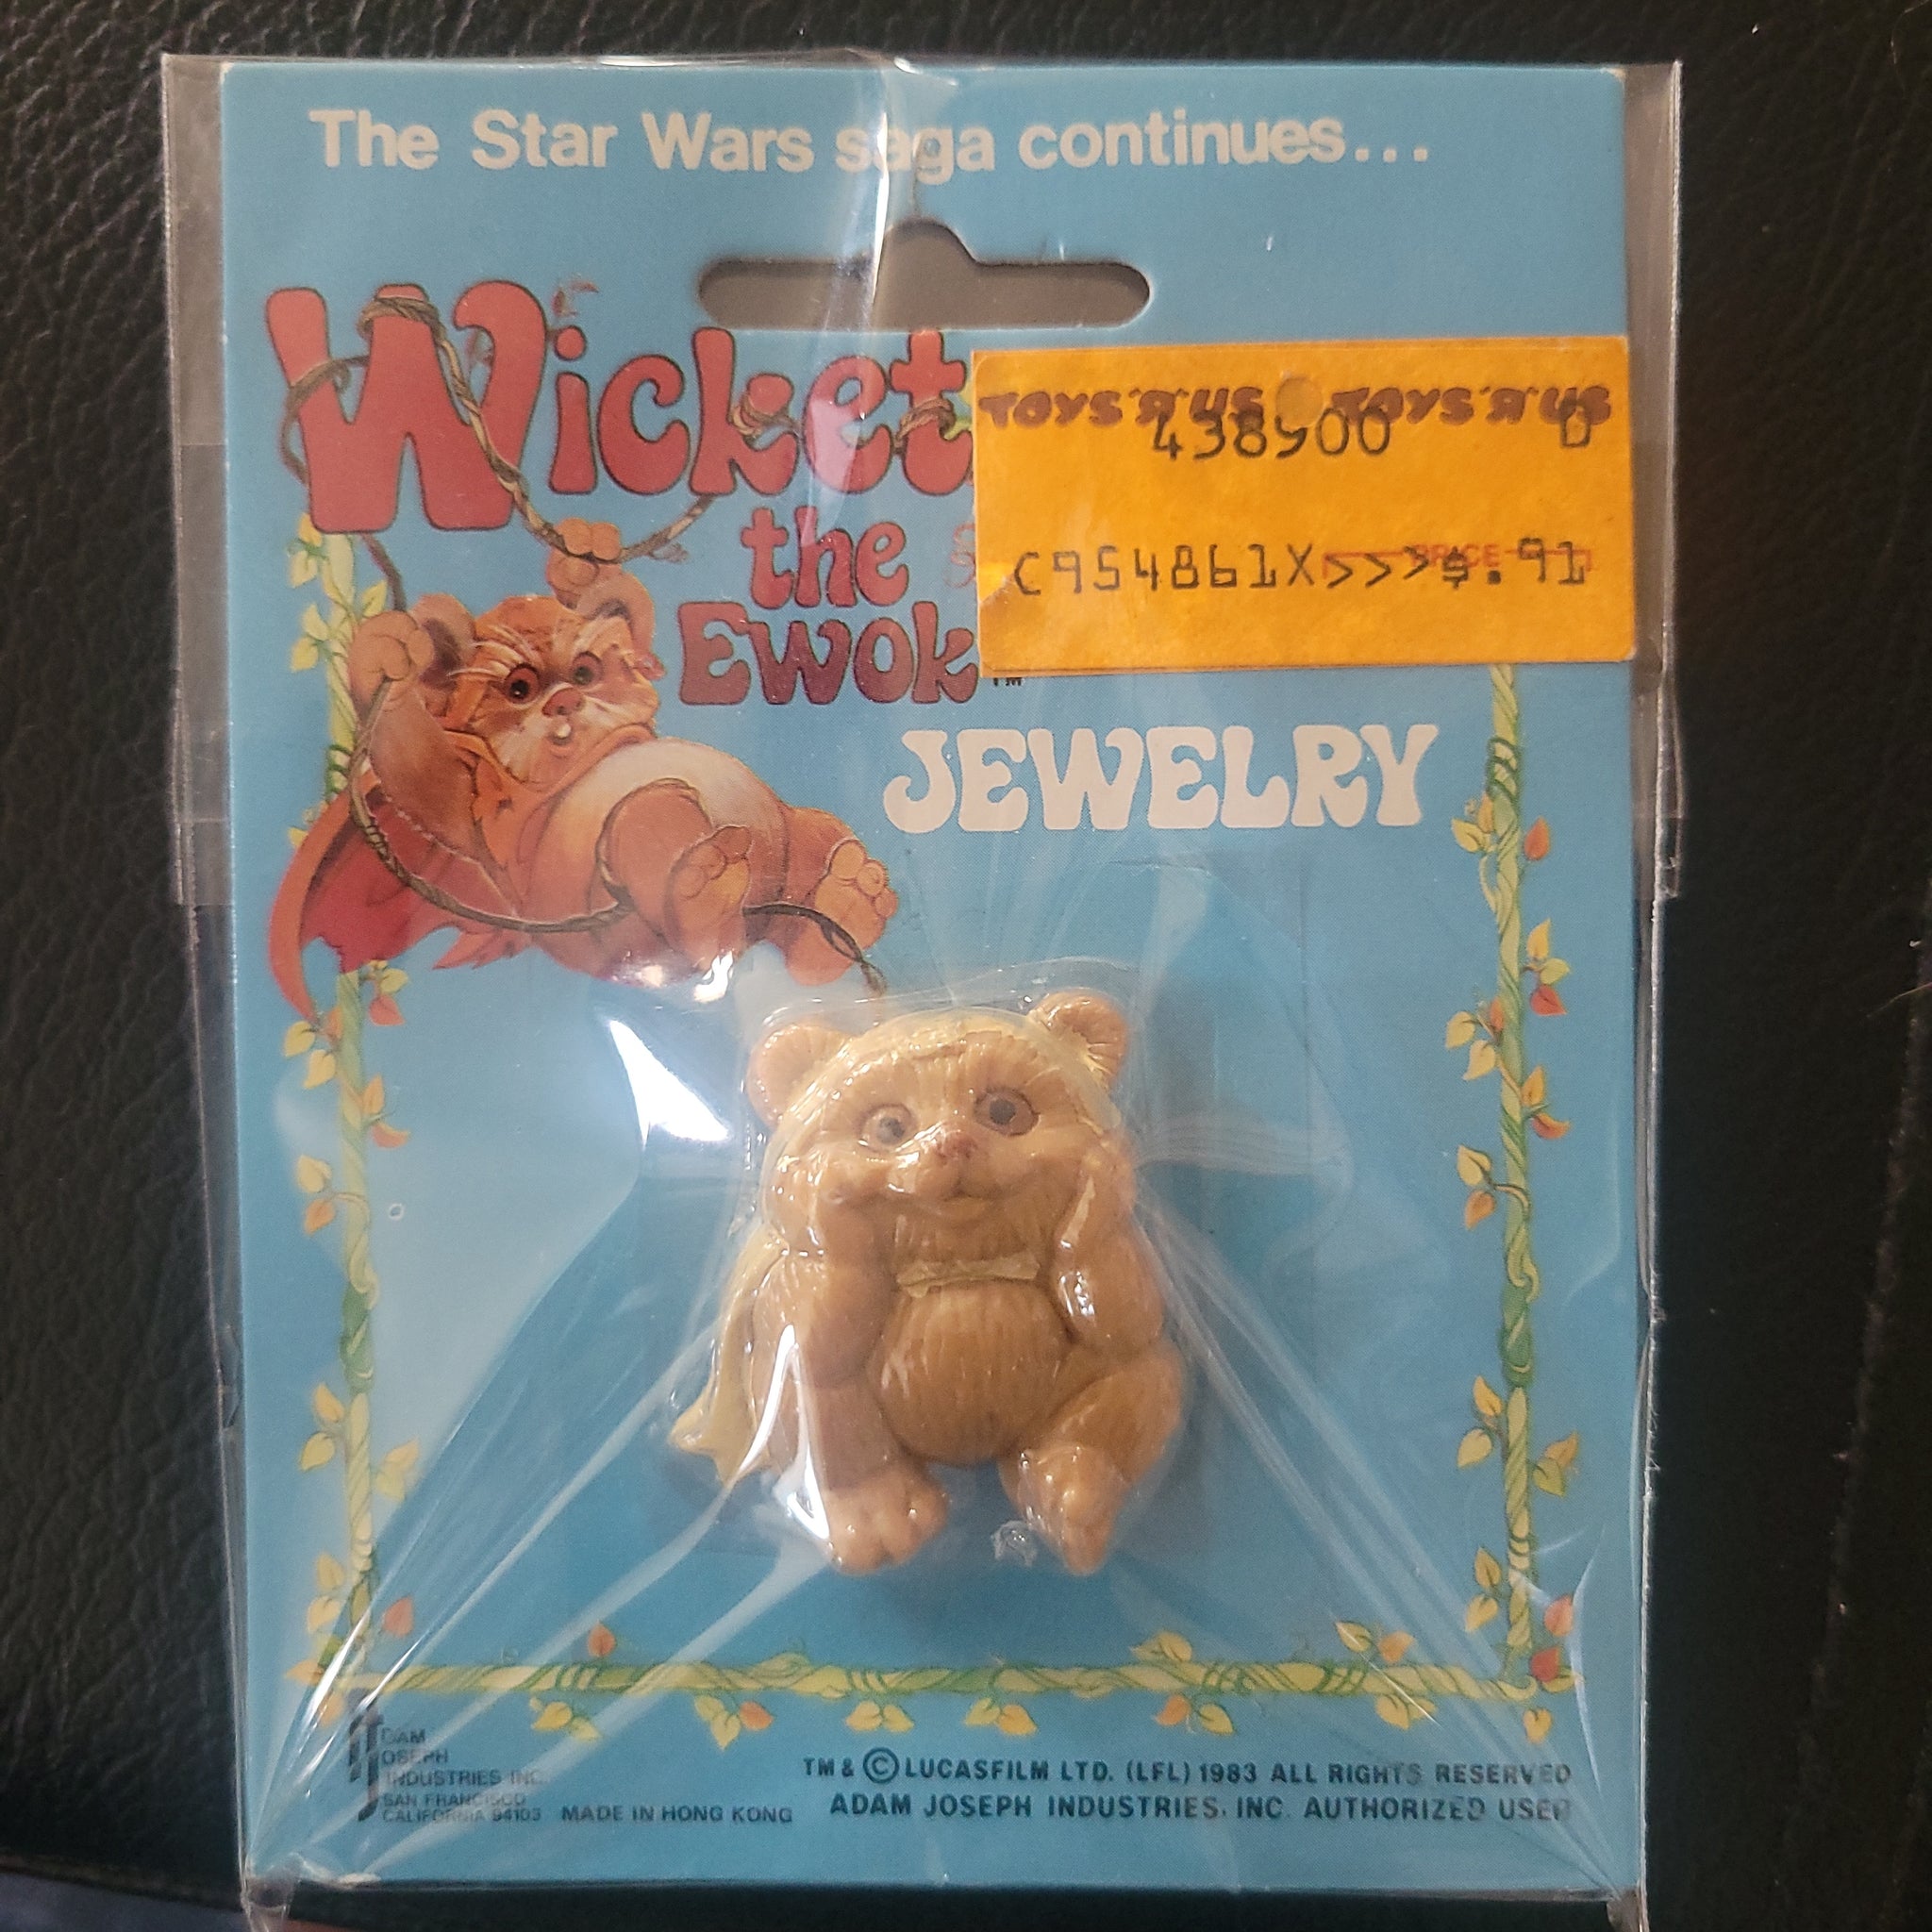 The Star Wars saga continues...
Wicket
the
Ewok TM
TOYS "R" US TOYS "R" US
438900 D
PRICE
C954861X>>>$.91
JEWELRY
ADAM
JOSEPH
INDUSTRIES INC.
SAN FRANCISCO
CALIFORNIA 94103 MADE IN HONG KONG
TM & © LUCASFILM LTD. (LFL) 1983 ALL RIGHTS RESERVED
ADAM JOSEPH INDUSTRIES, INC. AUTHORIZED USER